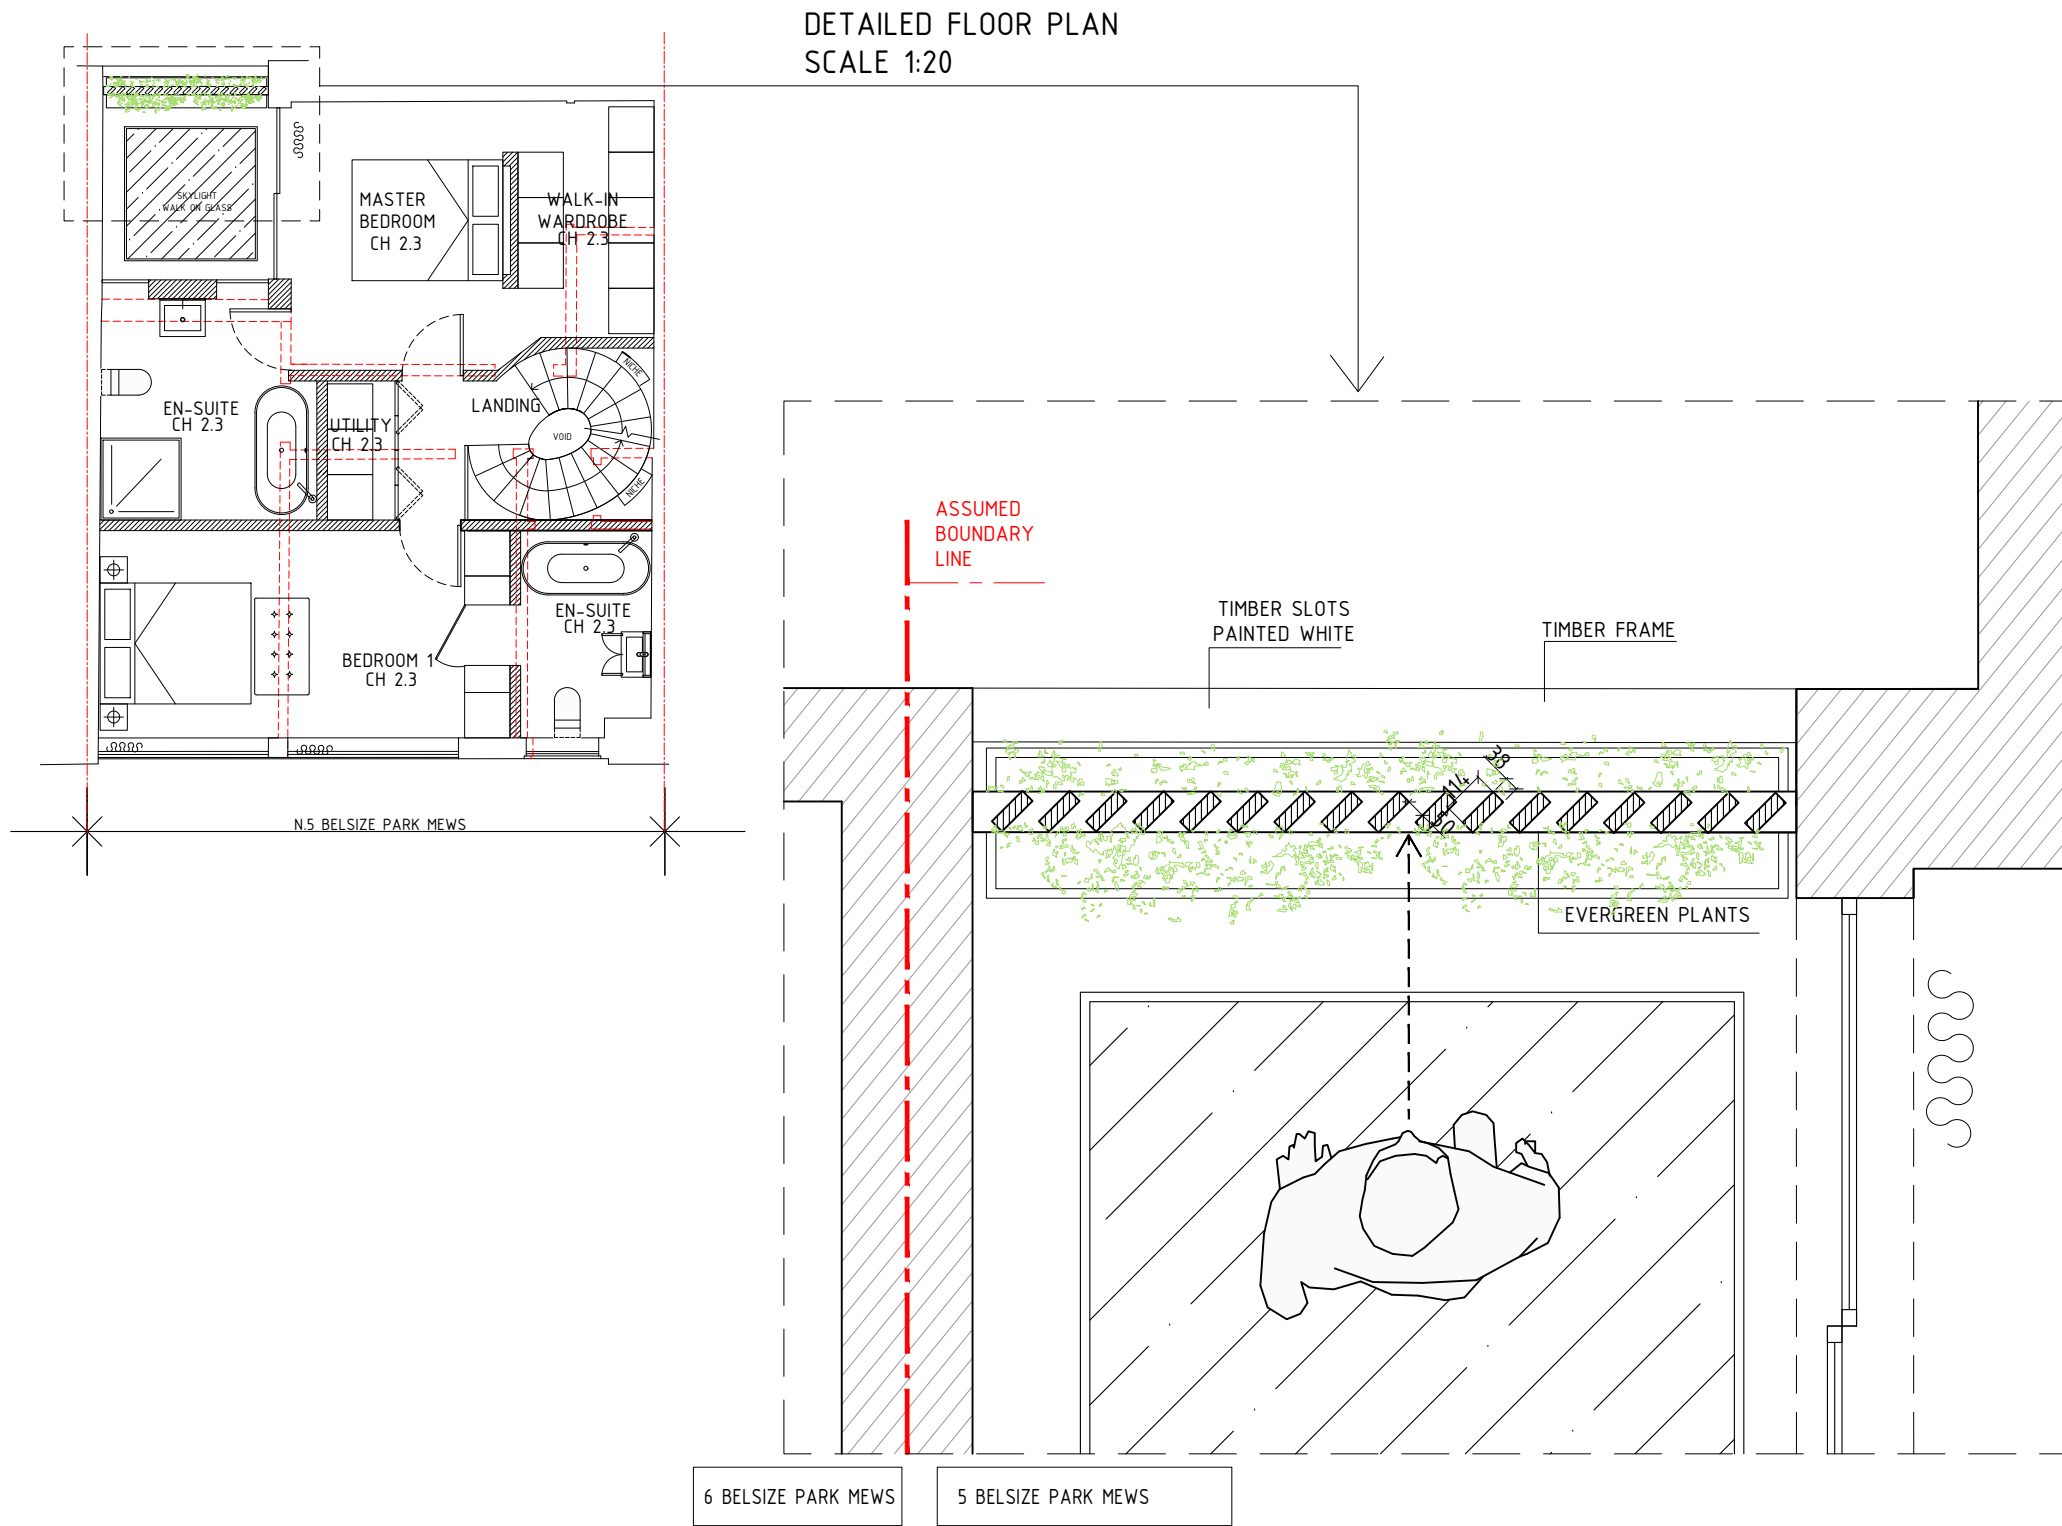 DETAILED FLOOR PLAN
SCALE 1:20
SKYLIGHT
WALK ON GLASS
MASTER
BEDROOM
CH 2.3
WALK-IN
WARDROBE
CH 2.3
NICHE
LANDING
EN-SUITE
CH 2.3
UTILITY
CH 2.3
VOID
NICHE
EN-SUITE
CH 2.3
BEDROOM 1
CH 2.3
N.5 BELSIZE PARK MEWS
ASSUMED
BOUNDARY
LINE
TIMBER SLOTS
PAINTED WHITE
TIMBER FRAME
38
114
50
EVERGREEN PLANTS
6 BELSIZE PARK MEWS
5 BELSIZE PARK MEWS